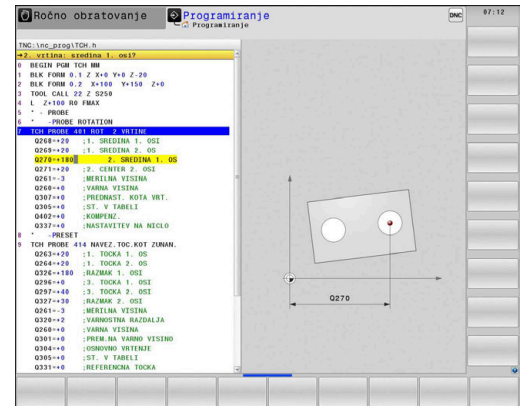 Ročno obratovanje
Programiranje
Programiranje
DNC
07:12
TNC:\nc_prog\TCH.h
→2. vrtina: sredina 1. osi?
0 BEGIN PGM TCH MM
1 BLK FORM 0.1 Z X+0 Y+0 Z-20
2 BLK FORM 0.2 X+100 Y+150 Z+0
3 TOOL CALL 22 Z S250
4 L Z+100 R0 FMAX
5 * - PROBE
6 * -PROBE ROTATION
7 TCH PROBE 401 ROT 2 VRTINE
Q268=+20 ;1. SREDINA 1. OSI
Q269=+20 ;1. SREDINA 2. OS
Q270=+180 2. SREDINA 1. OS
Q271=+20 ;2. CENTER 2. OSI
Q261=-3 ;MERILNA VISINA
Q260=+0 ;VARNA VISINA
Q307=+0 ;PREDNAST. KOTA VRT.
Q305=+0 ;ST. V TABELI
Q402=+0 ;KOMPENZ.
Q337=+0 ;NASTAVITEV NA NICLO
8 * -PRESET
9 TCH PROBE 414 NAVEZ.TOC.KOT ZUNAN.
Q263=+20 ;1. TOCKA 1. OS
Q264=+20 ;1. TOCKA 2. OS
Q326=+180 ;RAZMAK 1. OSI
Q296=+0 ;3. TOCKA 1. OSI
Q297=+40 ;3. TOCKA 2. OSI
Q327=+30 ;RAZMAK 2. OSI
Q261=-3 ;MERILNA VISINA
Q320=+2 ;VARNOSTNA RAZDALJA
Q260=+0 ;VARNA VISINA
Q301=+0 ;PREM.NA VARNO VISINO
Q304=+0 ;OSNOVNO VRTENJE
Q305=+0 ;ST. V TABELI
Q331=+0 ;REFERENCNA TOCKA
Q270